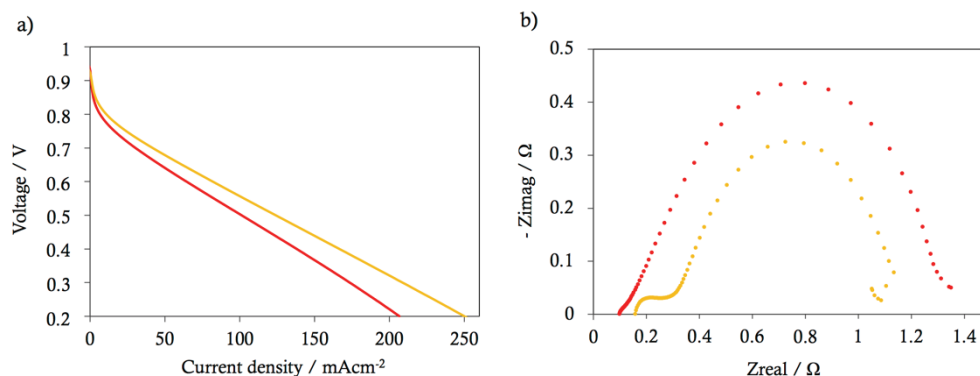 a)
1
0.9
0.8
0.7
0.6
0.5
0.4
0.3
0.2
Voltage / V
0 50 100 150 200 250
Current density / mAcm-2
b)
0.5
0.4
0.3
0.2
0.1
0
- Zimag / Ω
0 0.2 0.4 0.6 0.8 1 1.2 1.4
Zreal / Ω